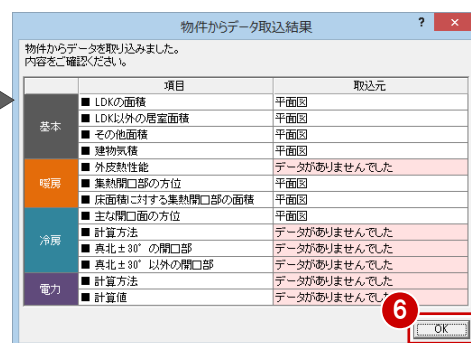 物件からデータ取込結果 ? ×
物件からデータを取り込みました。
内容をご確認ください。
項目 取込元
基本
■ LDKの面積 平面図
■ LDK以外の居室面積 平面図
■ その他面積 平面図
■ 建物気積 平面図
暖房
■ 外皮熱性能 データがありませんでした
■ 集熱開口部の方位 平面図
■ 床面積に対する集熱開口部の面積 平面図
冷房
■ 主な開口面の方位 平面図
■ 計算方法 データがありませんでした
■ 真北±30° の開口部 データがありませんでした
■ 真北±30° 以外の開口部 データがありませんでした
電力
■ 計算方法 データがありませんでした
■ 計算値 データがありませんでした
6
OK